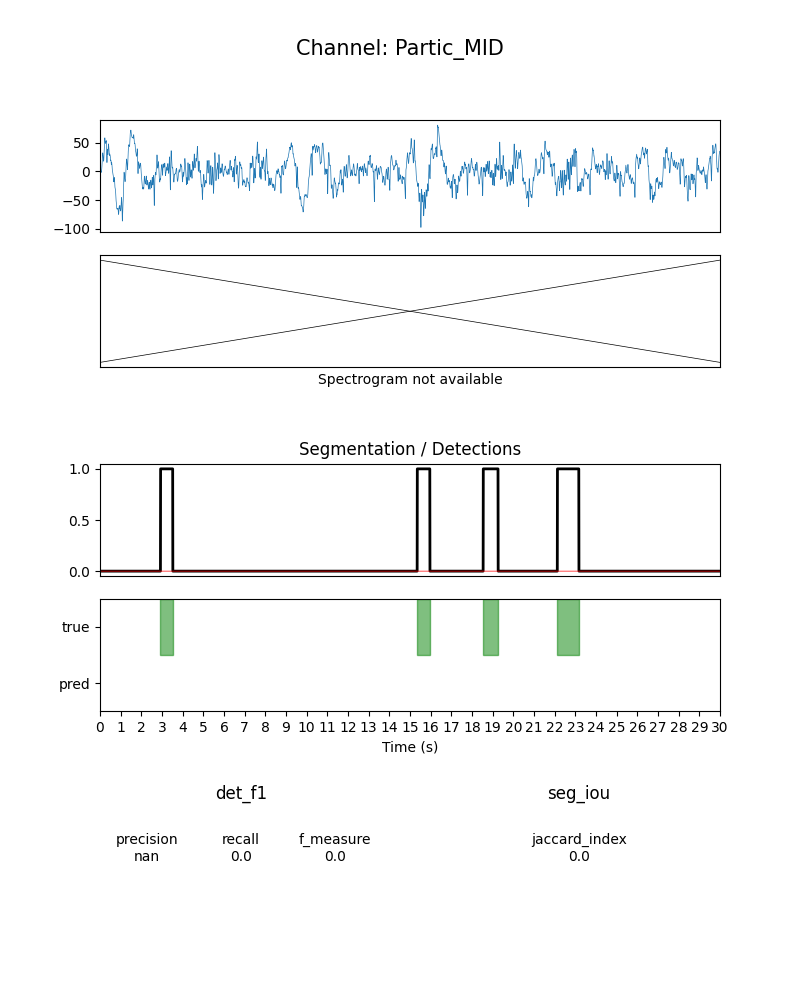 Channel: Partic_MID
50
0
−50
−100
Spectrogram not available
Segmentation / Detections
1.0
0.5
0.0
true
pred
0 1 2 3 4 5 6 7 8 9 10 11 12 13 14 15 16 17 18 19 20 21 22 23 24 25 26 27 28 29 30
Time (s)
det_f1 seg_iou
precision recall f_measure jaccard_index
nan 0.0 0.0 0.0